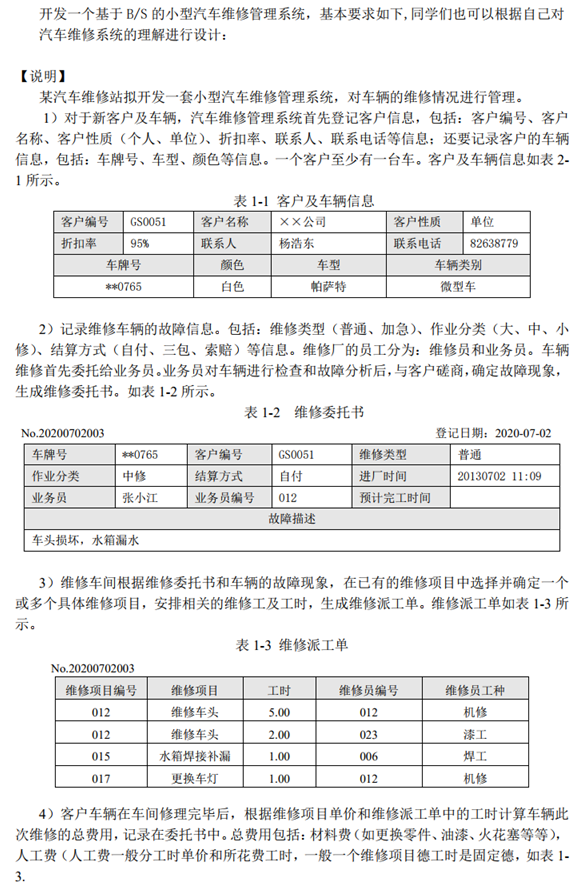 开发一个基于 B/S 的小型汽车维修管理系统，基本要求如下,同学们也可以根据自己对
汽车维修系统的理解进行设计：
【说明】
某汽车维修站拟开发一套小型汽车维修管理系统，对车辆的维修情况进行管理。
1）对于新客户及车辆，汽车维修管理系统首先登记客户信息，包括：客户编号、客户
名称、客户性质（个人、单位）、折扣率、联系人、联系电话等信息；还要记录客户的车辆
信息，包括：车牌号、车型、颜色等信息。一个客户至少有一台车。客户及车辆信息如表 2-
1 所示。
表 1-1 客户及车辆信息
客户编号 GS0051 客户名称 ××公司 客户性质 单位
折扣率 95% 联系人 杨浩东 联系电话 82638779
车牌号 颜色 车型 车辆类别
**0765 白色 帕萨特 微型车
2）记录维修车辆的故障信息。包括：维修类型（普通、加急）、作业分类（大、中、小
修）、结算方式（自付、三包、索赔）等信息。维修厂的员工分为：维修员和业务员。车辆
维修首先委托给业务员。业务员对车辆进行检查和故障分析后，与客户磋商，确定故障现象，
生成维修委托书。如表 1-2 所示。
表 1-2 维修委托书
No.20200702003 登记日期：2020-07-02
车牌号 **0765 客户编号 GS0051 维修类型 普通
作业分类 中修 结算方式 自付 进厂时间 20130702 11:09
业务员 张小江 业务员编号 012 预计完工时间
故障描述
车头损坏，水箱漏水
3）维修车间根据维修委托书和车辆的故障现象，在已有的维修项目中选择并确定一个
或多个具体维修项目，安排相关的维修工及工时，生成维修派工单。维修派工单如表 1-3 所
示。
表 1-3 维修派工单
No.20200702003
维修项目编号 维修项目 工时 维修员编号 维修员工种
012 维修车头 5.00 012 机修
012 维修车头 2.00 023 漆工
015 水箱焊接补漏 1.00 006 焊工
017 更换车灯 1.00 012 机修
4）客户车辆在车间修理完毕后，根据维修项目单价和维修派工单中的工时计算车辆此
次维修的总费用，记录在委托书中。总费用包括：材料费（如更换零件、油漆、火花塞等等），
人工费（人工费一般分工时单价和所花费工时，一般一个维修项目德工时是固定德，如表 1-
3.